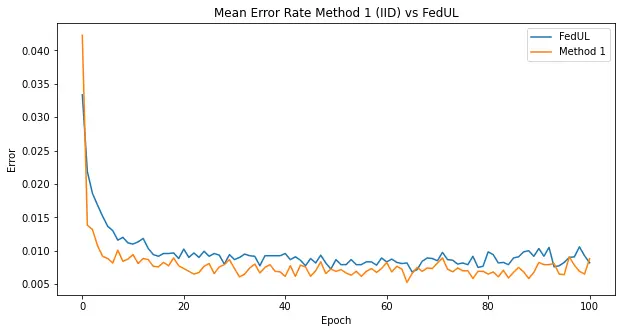 Mean Error Rate Method 1 (IID) vs FedUL
FedUL
Method 1
0.040
0.035
0.030
0.025
0.020
0.015
0.010
0.005
Error
0 20 40 60 80 100
Epoch